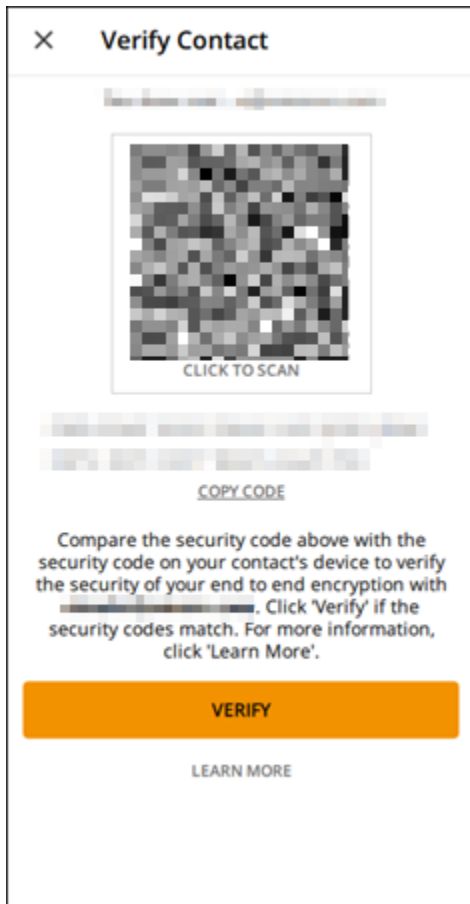 Verify Contact
CLICK TO SCAN
COPY CODE
Compare the security code above with the
security code on your contact's device to verify
the security of your end to end encryption with
. Click 'Verify' if the
security codes match. For more information,
click 'Learn More'.
VERIFY
LEARN MORE